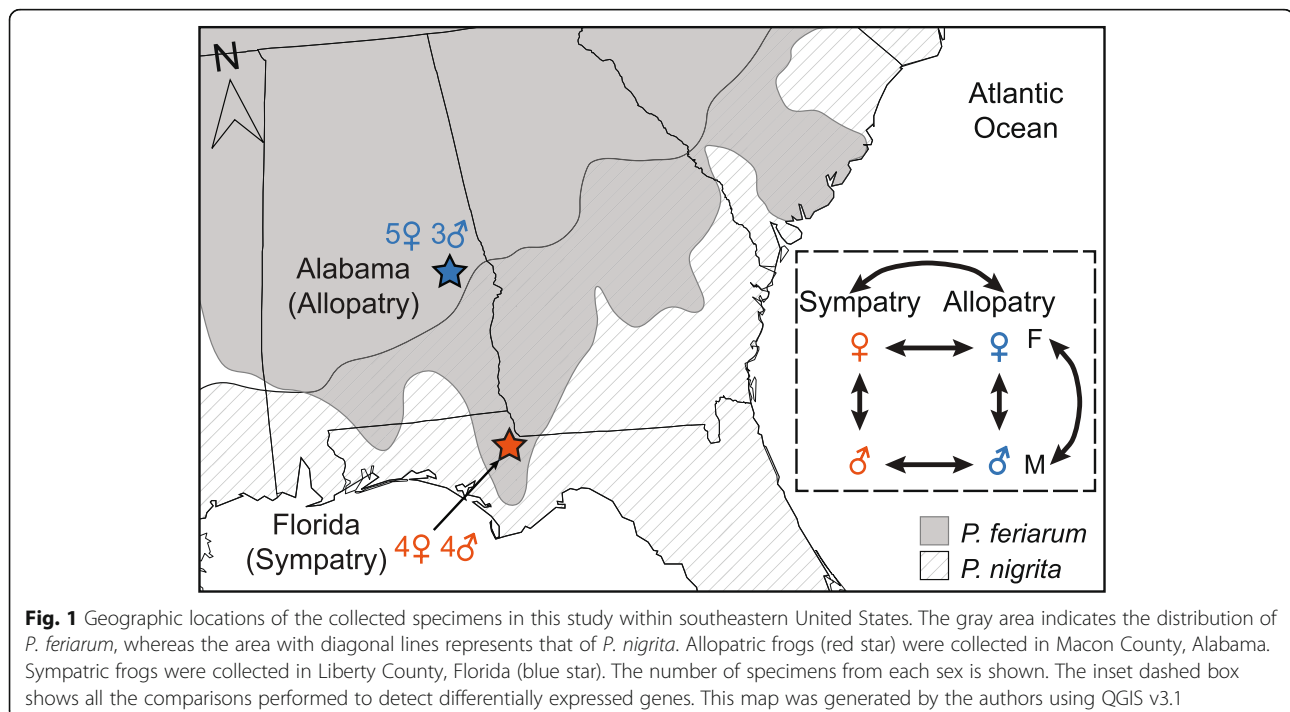 N
Atlantic
Ocean
5♀ 3♂
Alabama
(Allopatry)
Sympatry Allopatry
♀ ♀ F
♂ ♂ M
Florida
(Sympatry)
4♀ 4♂
P. feriarum
P. nigrita
Fig. 1 Geographic locations of the collected specimens in this study within southeastern United States. The gray area indicates the distribution of
P. feriarum, whereas the area with diagonal lines represents that of P. nigrita. Allopatric frogs (red star) were collected in Macon County, Alabama.
Sympatric frogs were collected in Liberty County, Florida (blue star). The number of specimens from each sex is shown. The inset dashed box
shows all the comparisons performed to detect differentially expressed genes. This map was generated by the authors using QGIS v3.1